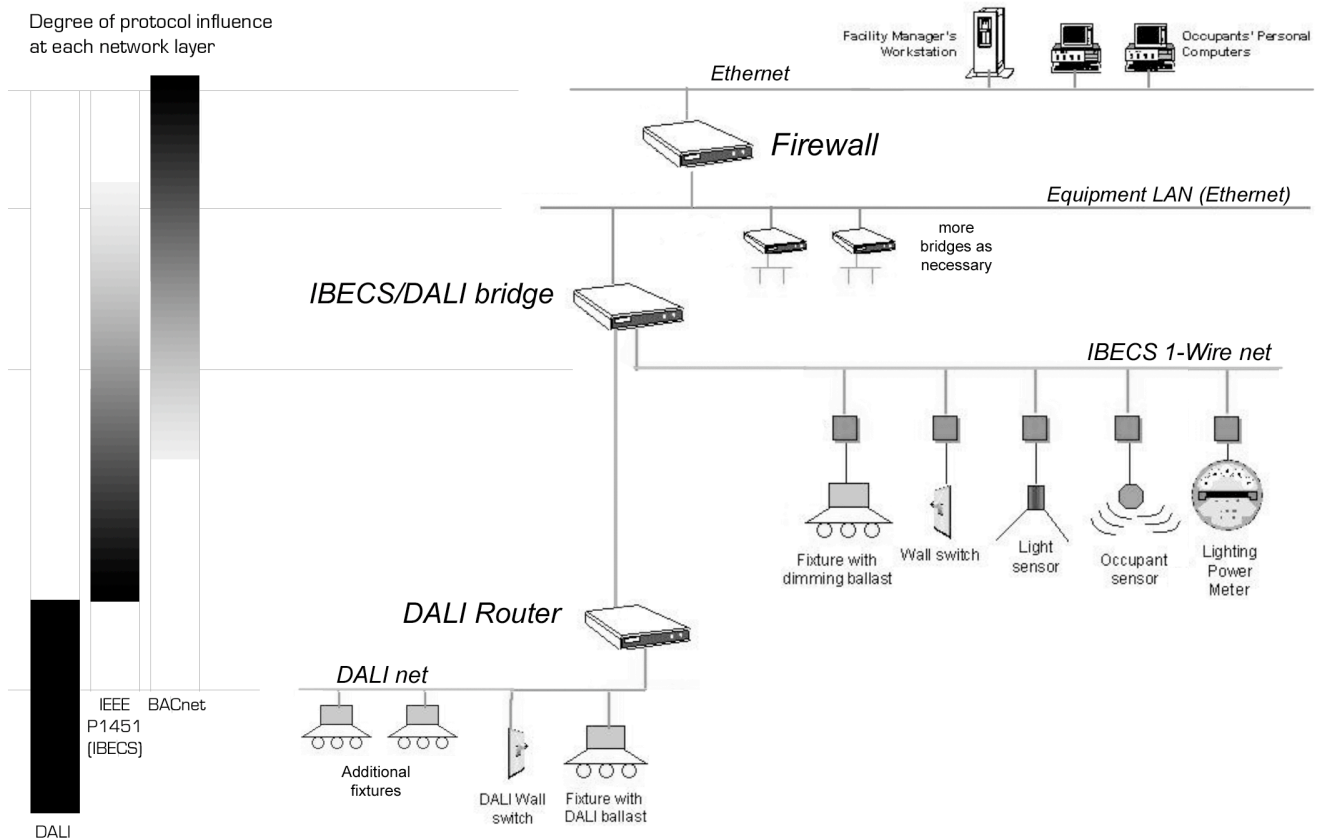 Degree of protocol influence
at each network layer
Facility Manager's
Workstation
Occupants' Personal
Computers
Ethernet
Firewall
Equipment LAN (Ethernet)
more
bridges as
necessary
IBECS/DALI bridge
IBECS 1-Wire net
Fixture with
dimming ballast
Wall switch
Light
sensor
Occupant
sensor
Lighting
Power
Meter
DALI Router
DALI net
IEEE
P1451
(IBECS)
BACnet
Additional
fixtures
DALI Wall
switch
Fixture with
DALI ballast
DALI